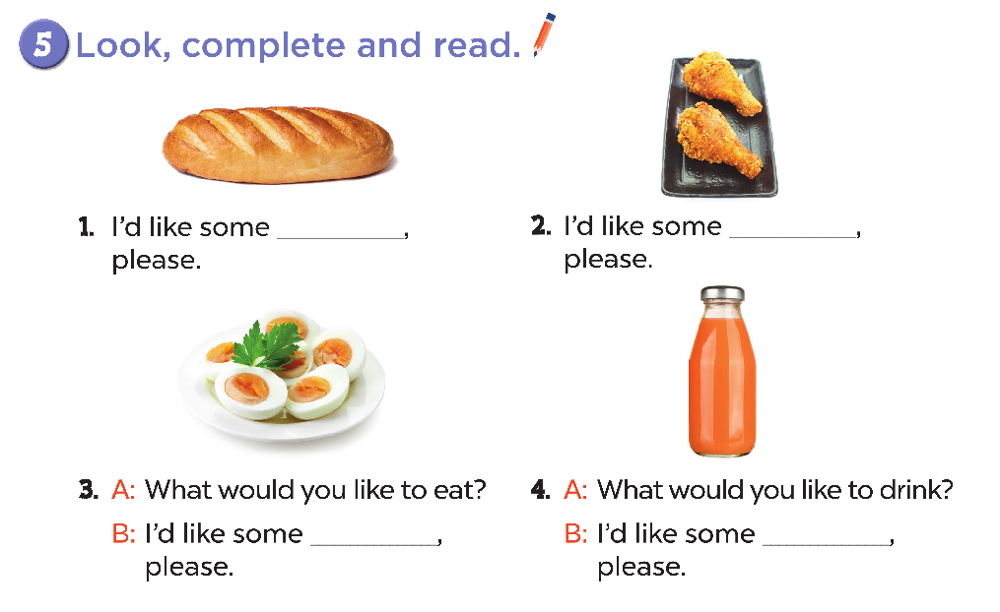 5 Look, complete and read.
1. I'd like some __________,
please.
2. I'd like some __________,
please.
3. A: What would you like to eat?
B: I'd like some __________,
please.
4. A: What would you like to drink?
B: I'd like some __________,
please.